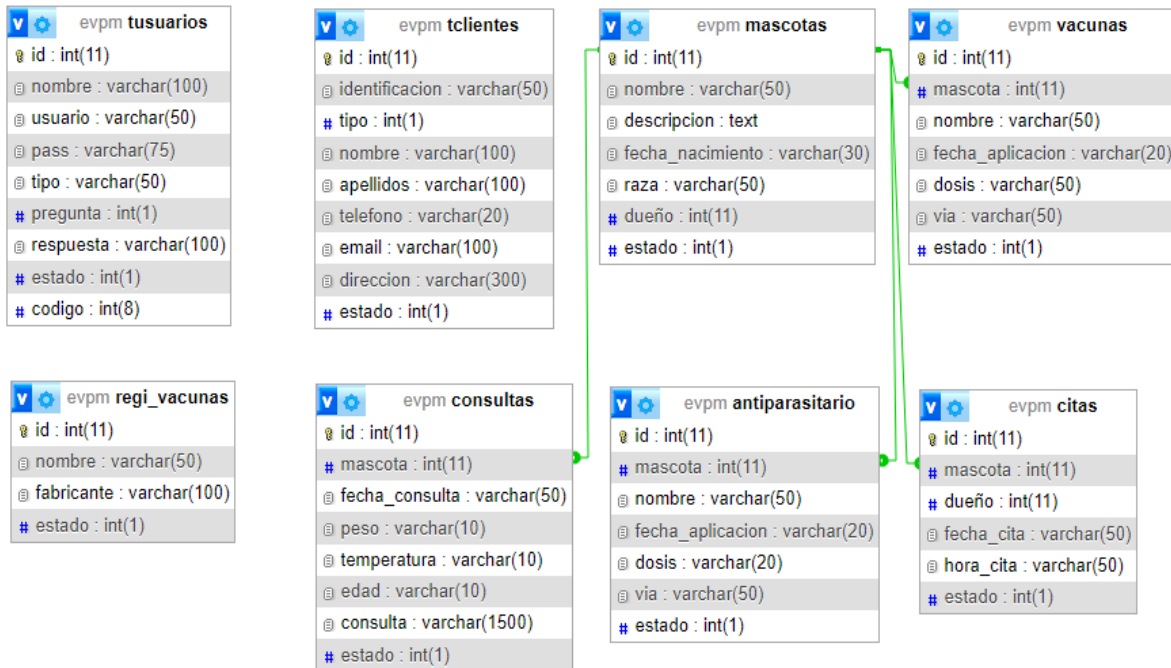 v evpm tusuarios
id : int(11)
nombre : varchar(100)
usuario : varchar(50)
pass : varchar(75)
tipo : varchar(50)
# pregunta : int(1)
respuesta : varchar(100)
# estado : int(1)
# codigo : int(8)
v evpm tclientes
id : int(11)
identificacion : varchar(50)
# tipo : int(1)
nombre : varchar(100)
apellidos : varchar(100)
telefono : varchar(20)
email : varchar(100)
direccion : varchar(300)
# estado : int(1)
v evpm mascotas
id : int(11)
nombre : varchar(50)
descripcion : text
fecha_nacimiento : varchar(30)
raza : varchar(50)
# dueño : int(11)
# estado : int(1)
v evpm vacunas
id : int(11)
# mascota : int(11)
nombre : varchar(50)
fecha_aplicacion : varchar(20)
dosis : varchar(50)
via : varchar(50)
# estado : int(1)
v evpm regi_vacunas
id : int(11)
nombre : varchar(50)
fabricante : varchar(100)
# estado : int(1)
v evpm consultas
id : int(11)
# mascota : int(11)
fecha_consulta : varchar(50)
peso : varchar(10)
temperatura : varchar(10)
edad : varchar(10)
consulta : varchar(1500)
# estado : int(1)
v evpm antiparasitario
id : int(11)
# mascota : int(11)
nombre : varchar(50)
fecha_aplicacion : varchar(20)
dosis : varchar(20)
via : varchar(50)
# estado : int(1)
v evpm citas
id : int(11)
# mascota : int(11)
# dueño : int(11)
fecha_cita : varchar(50)
hora_cita : varchar(50)
# estado : int(1)